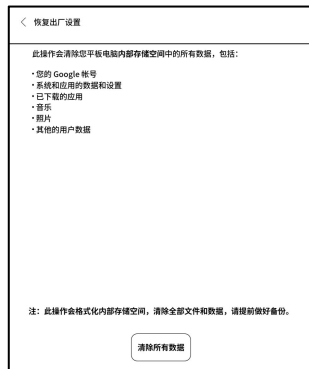 恢复出厂设置
此操作会清除您平板电脑内部存储空间中的所有数据，包括：
•您的 Google 帐号
•系统和应用的数据和设置
•已下载的应用
•音乐
•照片
•其他的用户数据
注：此操作会格式化内部存储空间，清除全部文件和数据，请提前做好备份。
清除所有数据